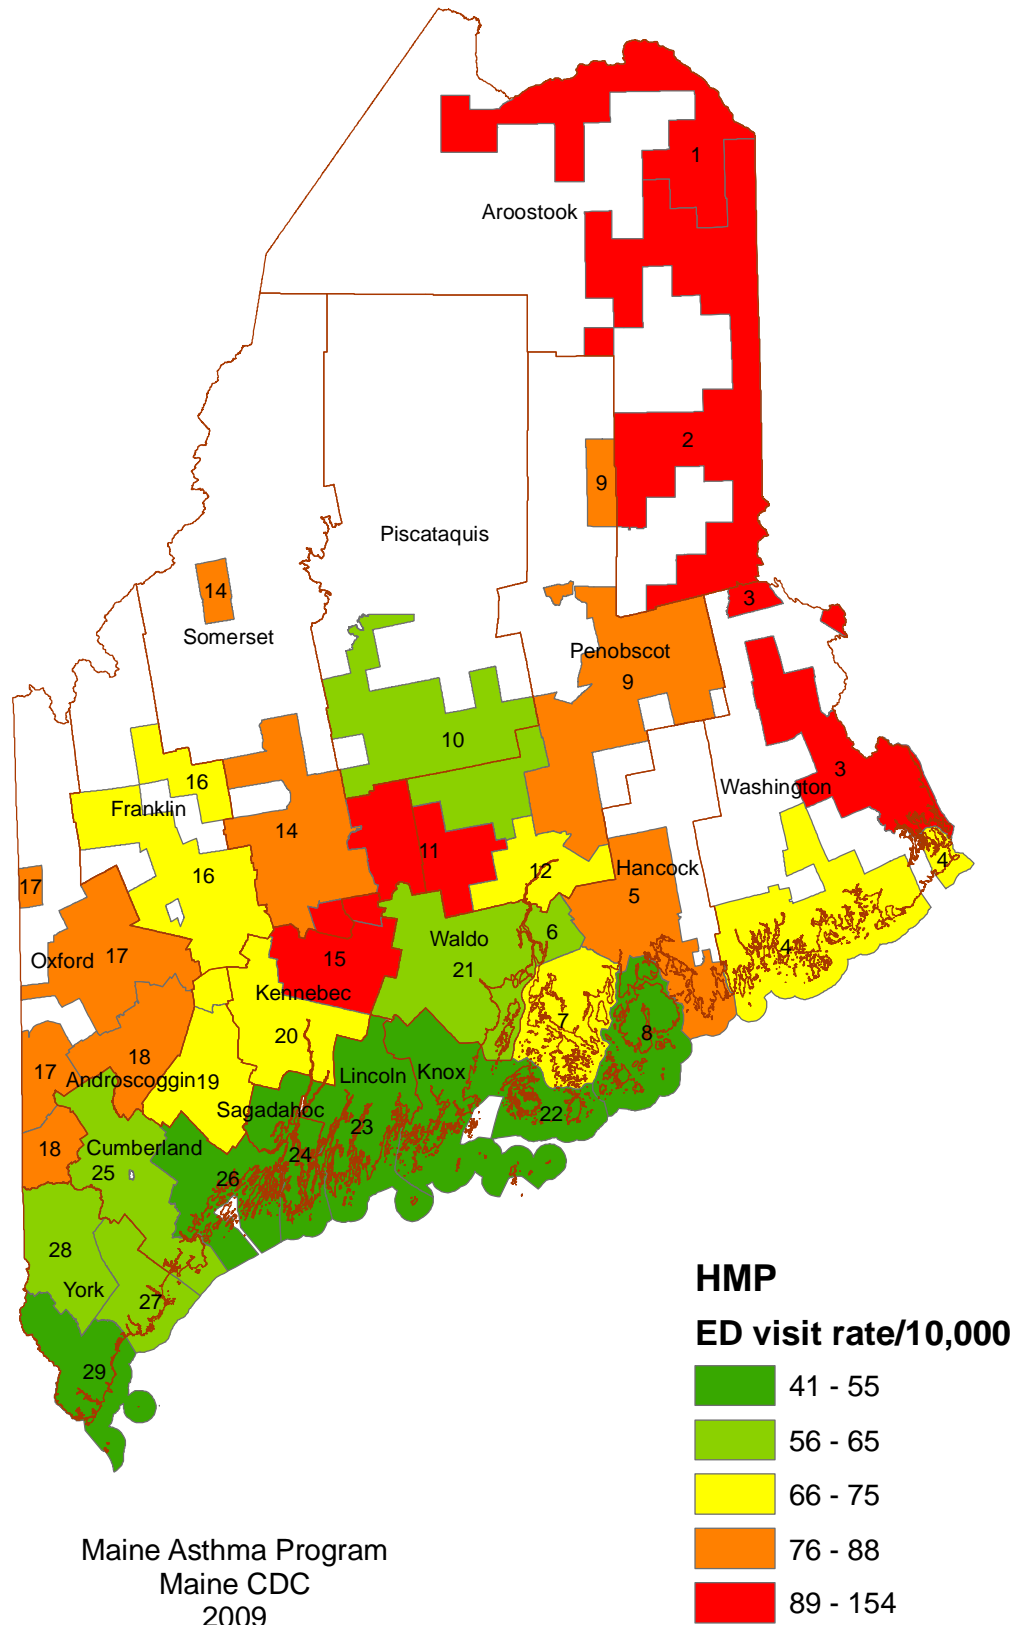 1
Aroostook
2
9
Piscataquis
14
3
Somerset
Penobscot
9
10
3
16
Washington
Franklin
14
11
4
12
Hancock
16
17
5
6
Waldo
4
17
Oxford
15
21
Kennebec
7
20
8
18
17
Androscoggin
19
Lincoln
Knox
Sagadahoc
22
23
Cumberland
18
24
25
26
28
York
27
29
HMP
ED visit rate/10,000
41 - 55
56 - 65
66 - 75
76 - 88
89 - 154
Maine Asthma Program
Maine CDC
2009